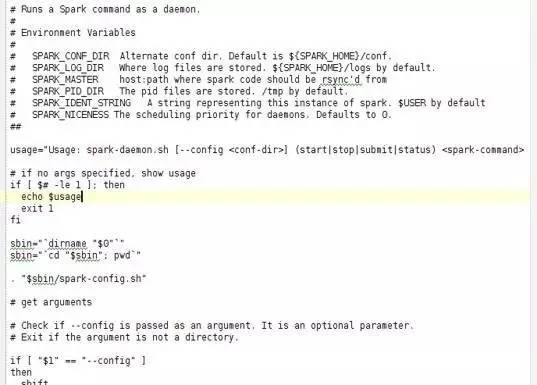 # Runs a Spark command as a daemon.
#
# Environment Variables
#
#   SPARK_CONF_DIR  Alternate conf dir. Default is ${SPARK_HOME}/conf.
#   SPARK_LOG_DIR   Where log files are stored. ${SPARK_HOME}/logs by default.
#   SPARK_MASTER    host:path where spark code should be rsync'd from
#   SPARK_PID_DIR   The pid files are stored. /tmp by default.
#   SPARK_IDENT_STRING   A string representing this instance of spark. $USER by default
#   SPARK_NICENESS The scheduling priority for daemons. Defaults to 0.
##
usage="Usage: spark-daemon.sh [--config <conf-dir>] (start|stop|submit|status) <spark-command>
# if no args specified, show usage
if [ $# -le 1 ]; then
  echo $usage
  exit 1
fi
sbin="`dirname "$0"`"
sbin="`cd "$sbin"; pwd`"
. "$sbin/spark-config.sh"
# get arguments
# Check if --config is passed as an argument. It is an optional parameter.
# Exit if the argument is not a directory.
if [ "$1" == "--config" ]
then
  shift